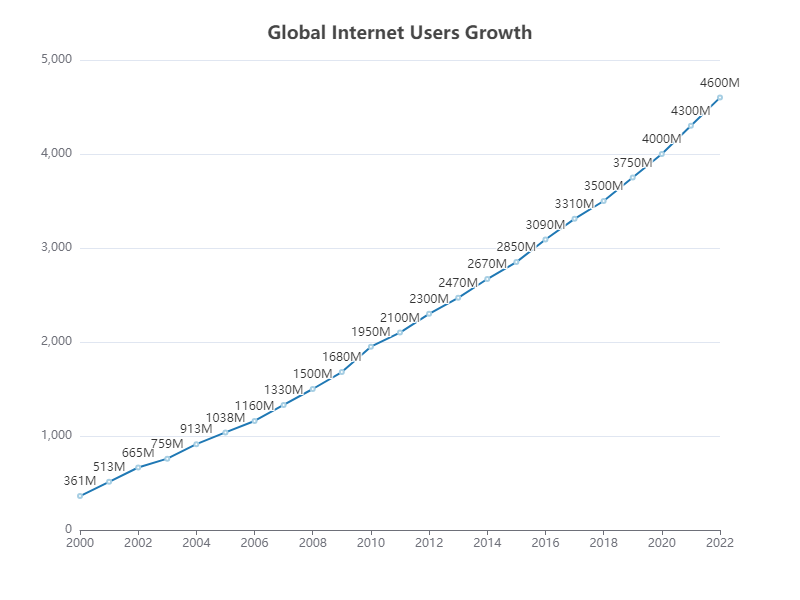 Global Internet Users Growth
5,000
4,000
3,000
2,000
1,000
0
361M
513M
665M
759M
913M
1038M
1160M
1330M
1500M
1680M
1950M
2100M
2300M
2470M
2670M
2850M
3090M
3310M
3500M
3750M
4000M
4300M
4600M
2000 2002 2004 2006 2008 2010 2012 2014 2016 2018 2020 2022